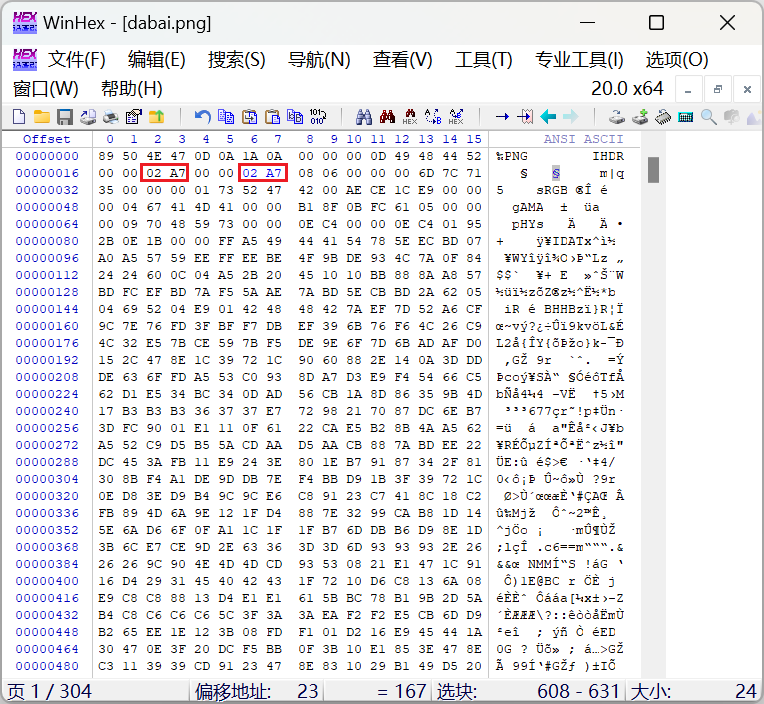 WinHex - [dabai.png]
文件(F) 编辑(E) 搜索(S) 导航(N) 查看(V) 工具(T) 专业工具(I) 选项(O)
窗口(W) 帮助(H) 20.0 x64
Offset 0 1 2 3 4 5 6 7 8 9 10 11 12 13 14 15 ANSI ASCII
00000000 89 50 4E 47 0D 0A 1A 0A 00 00 00 0D 49 48 44 52 ‰PNG IHDR
00000016 00 00 02 A7 00 00 02 A7 08 06 00 00 00 6D 7C 71 § § m|q
00000032 35 00 00 00 01 73 52 47 42 00 AE CE 1C E9 00 00 5 sRGB ®Î é
00000048 00 04 67 41 4D 41 00 00 B1 8F 0B FC 61 05 00 00 gAMA ± üa
00000064 00 09 70 48 59 73 00 00 0E C4 00 00 0E C4 01 95 pHYs Ä Ä •
00000080 2B 0E 1B 00 00 FF A5 49 44 41 54 78 5E EC BD 07 + ÿ¥IDATx^ì½
00000096 A0 A5 57 59 EE FF EE BE 4F 9B DE 93 4C 7A 0F 84 ¥WYîÿî¾O›Þ“Lz „
00000112 24 24 60 0C 04 A5 2B 20 45 10 10 BB 88 8A A8 57 $$` ¥+ E »ˆŠ¨W
00000128 BD FC EF BD 7A F5 5A AE 7A BD 5E CB BD 2A 62 05 ½üï½zõZ®z½^Ë½*b
00000144 04 69 52 04 E9 01 42 48 48 42 7A EF 7D 52 A6 CF iR é BHHBzï}R¦Ï
00000160 9C 7E 76 FD 3F BF F7 DB EF 39 6B 76 F6 4C 26 C9 œ~vý?¿÷Ûï9kvöL&É
00000176 4C 32 E5 7B CE 59 7B F5 DE 9E 6F 7D 6B AD AF D0 L2å{ÎY{õÞžo}k­¯Ð
00000192 15 2C 47 8E 1C 39 72 1C 90 60 88 2E 14 0A 3D DD ,GŽ 9r `ˆ. =Ý
00000208 DE 63 6F FD A5 53 C0 93 8D A7 D3 E9 F4 54 66 C5 Þcoý¥SÀ“ §ÓéôTfÅ
00000224 62 D1 E5 34 BC 34 0D AD 56 CB 1A 8D 86 35 9B 4D bÑå4¼4 ­VË †5›M
00000240 17 B3 B3 B3 36 37 37 E7 72 98 21 70 87 DC 6E B7 ³³³677çr˜!p‡Ün·
00000256 3D FC 90 01 E1 11 0F 61 22 CA E5 B2 8B 4A A5 62 =ü á a"Êå²‹J¥b
00000272 A5 52 C9 D5 B5 5A CD AA D5 AA CB 88 7A BD EE 22 ¥RÉÕµZÍªÕªËˆz½î"
00000288 DC 45 3A FB 11 E9 24 3E 80 1E B7 91 87 34 2F 81 ÜE:û é$>€ ·‘‡4/
00000304 30 8B F4 A1 DE 9D DB 7E F4 BB D9 1B 3F 39 72 1C 0‹ô¡Þ Û~ô»Ù ?9r
00000320 0E D8 3E D9 B4 9C 9C E6 C8 91 23 C7 41 8C 18 C2 Ø>Ù´œœæÈ‘#ÇAŒ Â
00000336 FB 89 4D 6A 9E 12 1F D4 88 7E 32 99 CA B8 1D 14 û‰Mjž Ôˆ~2™Ê¸
00000352 5E 6A D6 6F 0F A1 1C 1F 1F B7 6D DB B6 D9 8E 1D ^jÖo ¡ ·mÛ¶ÙŽ
00000368 3B 6C E7 CE 9D 2E 63 36 3D 3D 6D 93 93 93 2E 26 ;lçÎ .c6==m“““.&
00000384 26 26 9C 90 4E 4D 4D CD 93 53 08 21 E1 47 1C 91 &&œ NMMÍ“S !áG ‘
00000400 16 D4 29 31 45 40 42 43 1F 72 10 D6 C8 13 6A 08 Ô)1E@BC r ÖÈ j
00000416 E9 C8 C8 88 13 D4 E1 E1 61 5B BC 78 B1 9B 2D 5A éÈÈˆ Ôááa[¼x±›-Z
00000432 B4 C8 C6 C6 C6 5C 3F 3A 3A EA F2 F2 E5 CB 6D D9 ´ÈÆÆÆ\?::êòòåËmÙ
00000448 B2 65 EE 1E 12 3B 08 FD F1 01 D2 16 E9 45 44 1A ²eî ; ýñ Ò éED
00000464 30 47 0E 3F 20 DC F5 BB 0F 3B 10 E1 85 3E 47 8E 0G ? Üõ» ; á…>GŽ
00000480 C3 11 39 39 CD 91 23 47 8E 83 10 29 B1 49 D5 20 Ã 99Í‘#GŽƒ )±IÕ
页 1 / 304 偏移地址: 23 = 167 选块: 608 - 631 大小: 24